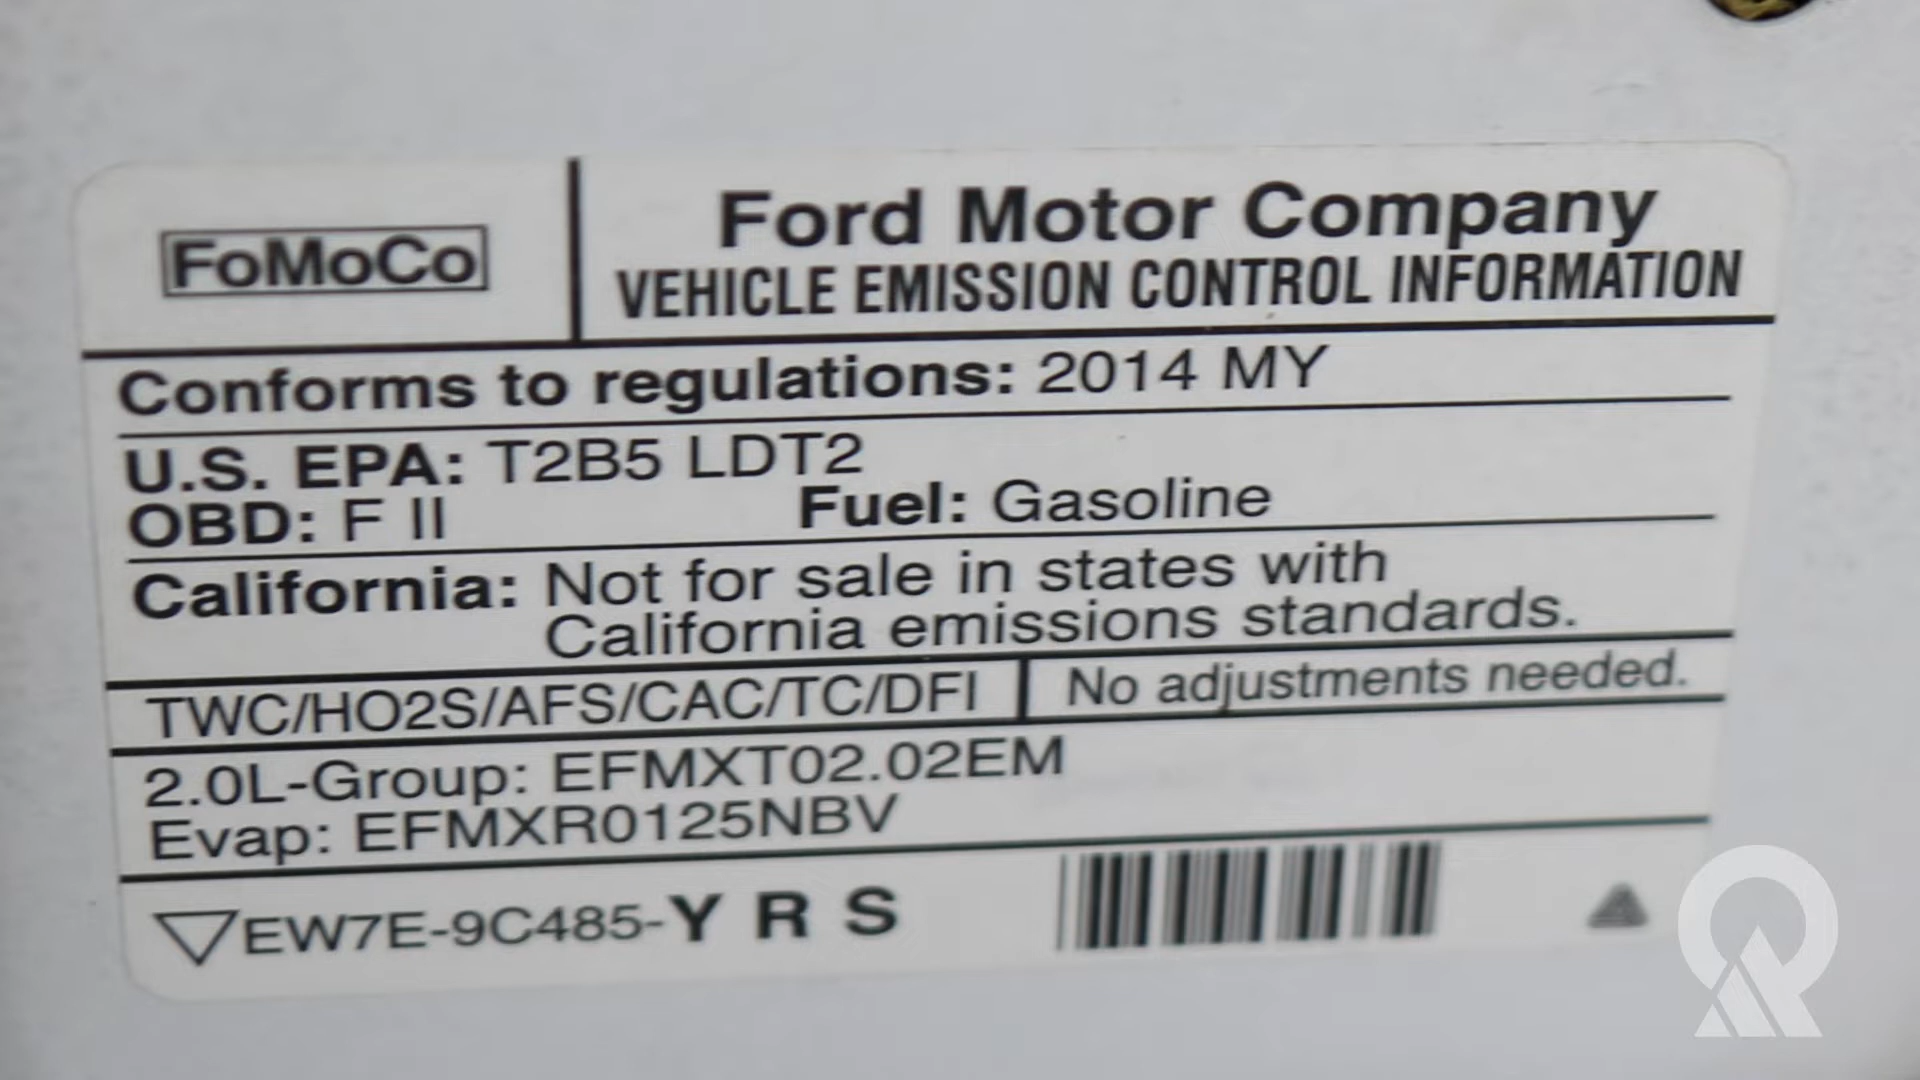 FoMoCo
Ford Motor Company
VEHICLE EMISSION CONTROL INFORMATION
Conforms to regulations: 2014 MY
U.S. EPA: T2B5 LDT2
OBD: F II Fuel: Gasoline
California: Not for sale in states with
California emissions standards.
TWC/HO2S/AFS/CAC/TC/DFI No adjustments needed.
2.0L-Group: EFMXT02.02EM
Evap: EFMXR0125NBV
EW7E-9C485-Y R S